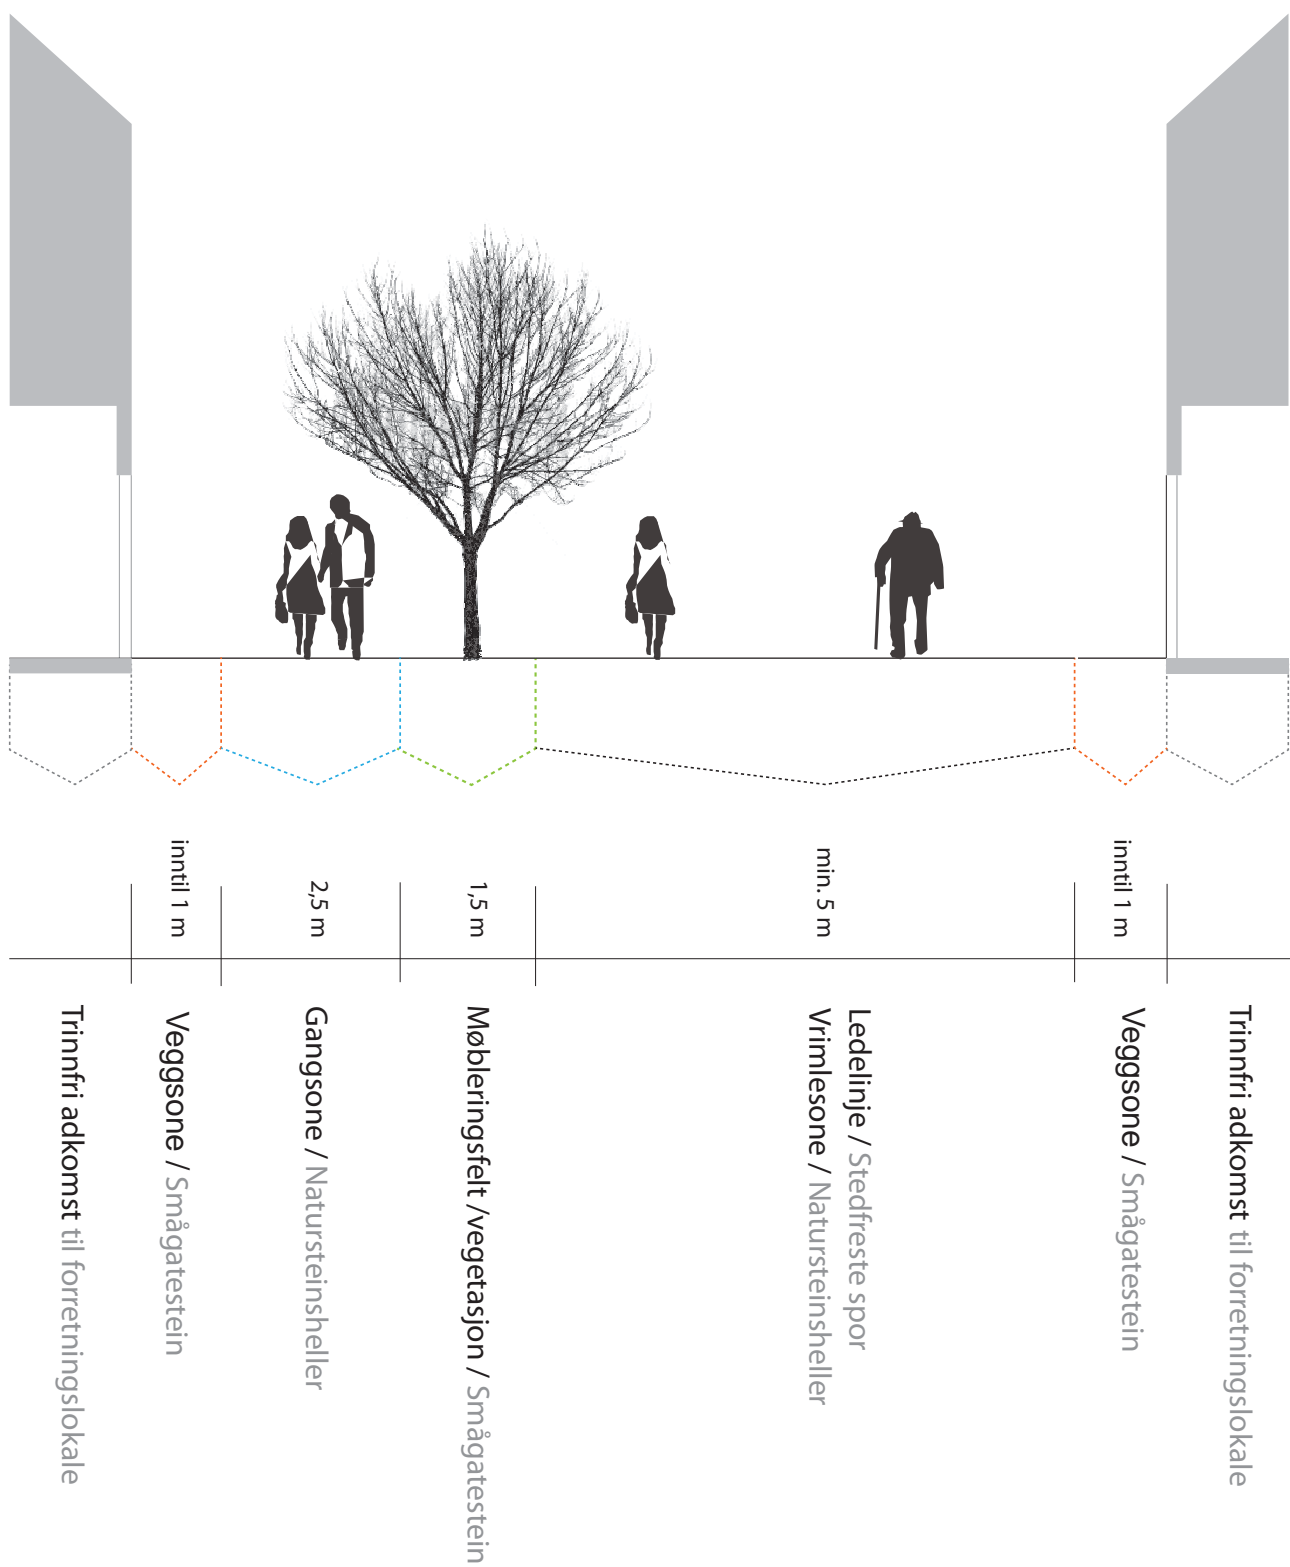 inntil 1 m
2,5 m
1,5 m
min. 5 m
inntil 1 m
Trinnfri adkomst til forretningslokale
Veggsone / Smågatestein
Gangsone / Natursteinsheller
Møbleringsfelt /vegetasjon / Smågatestein
Ledelinje / Stedfreste spor
Vrimlesone / Natursteinsheller
Veggsone / Smågatestein
Trinnfri adkomst til forretningslokale